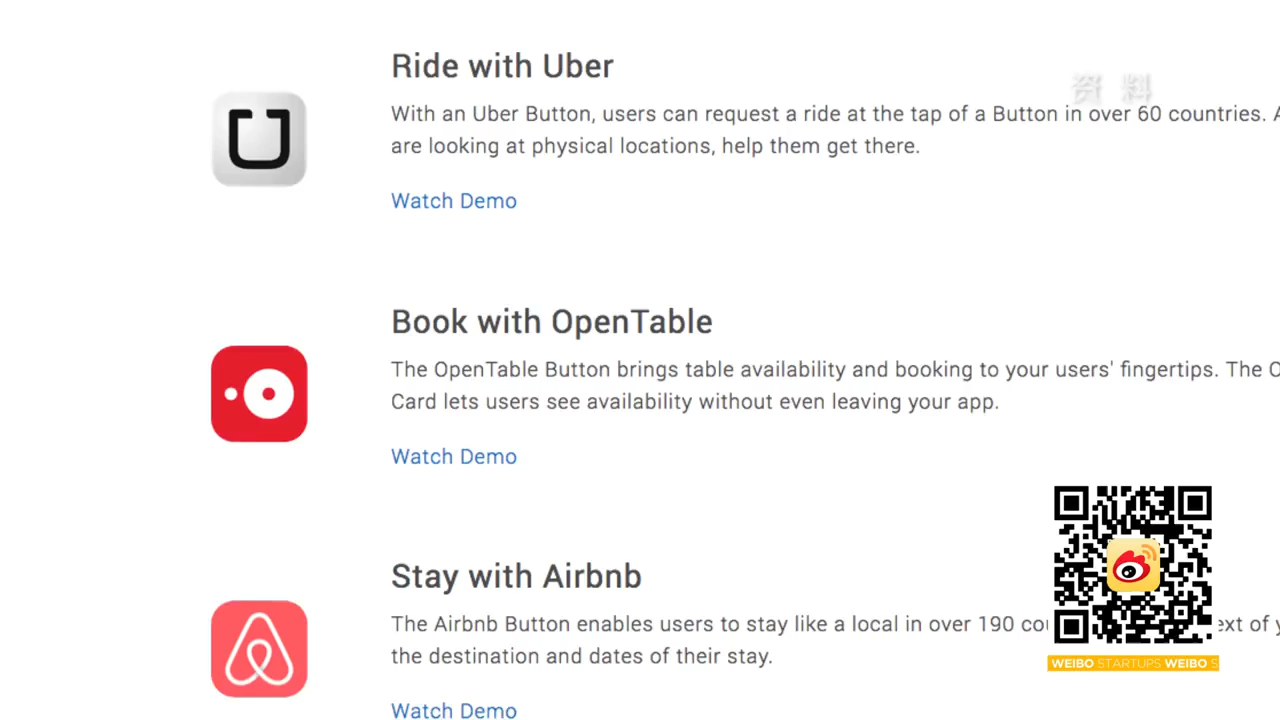 Ride with Uber
资 料
With an Uber Button, users can request a ride at the tap of a Button in over 60 countries.
are looking at physical locations, help them get there.
Watch Demo
Book with OpenTable
The OpenTable Button brings table availability and booking to your users' fingertips. The
Card lets users see availability without even leaving your app.
Watch Demo
Stay with Airbnb
The Airbnb Button enables users to stay like a local in over 190 of
the destination and dates of their stay.
WEIBO STARTUPS WEIBO
Watch Demo